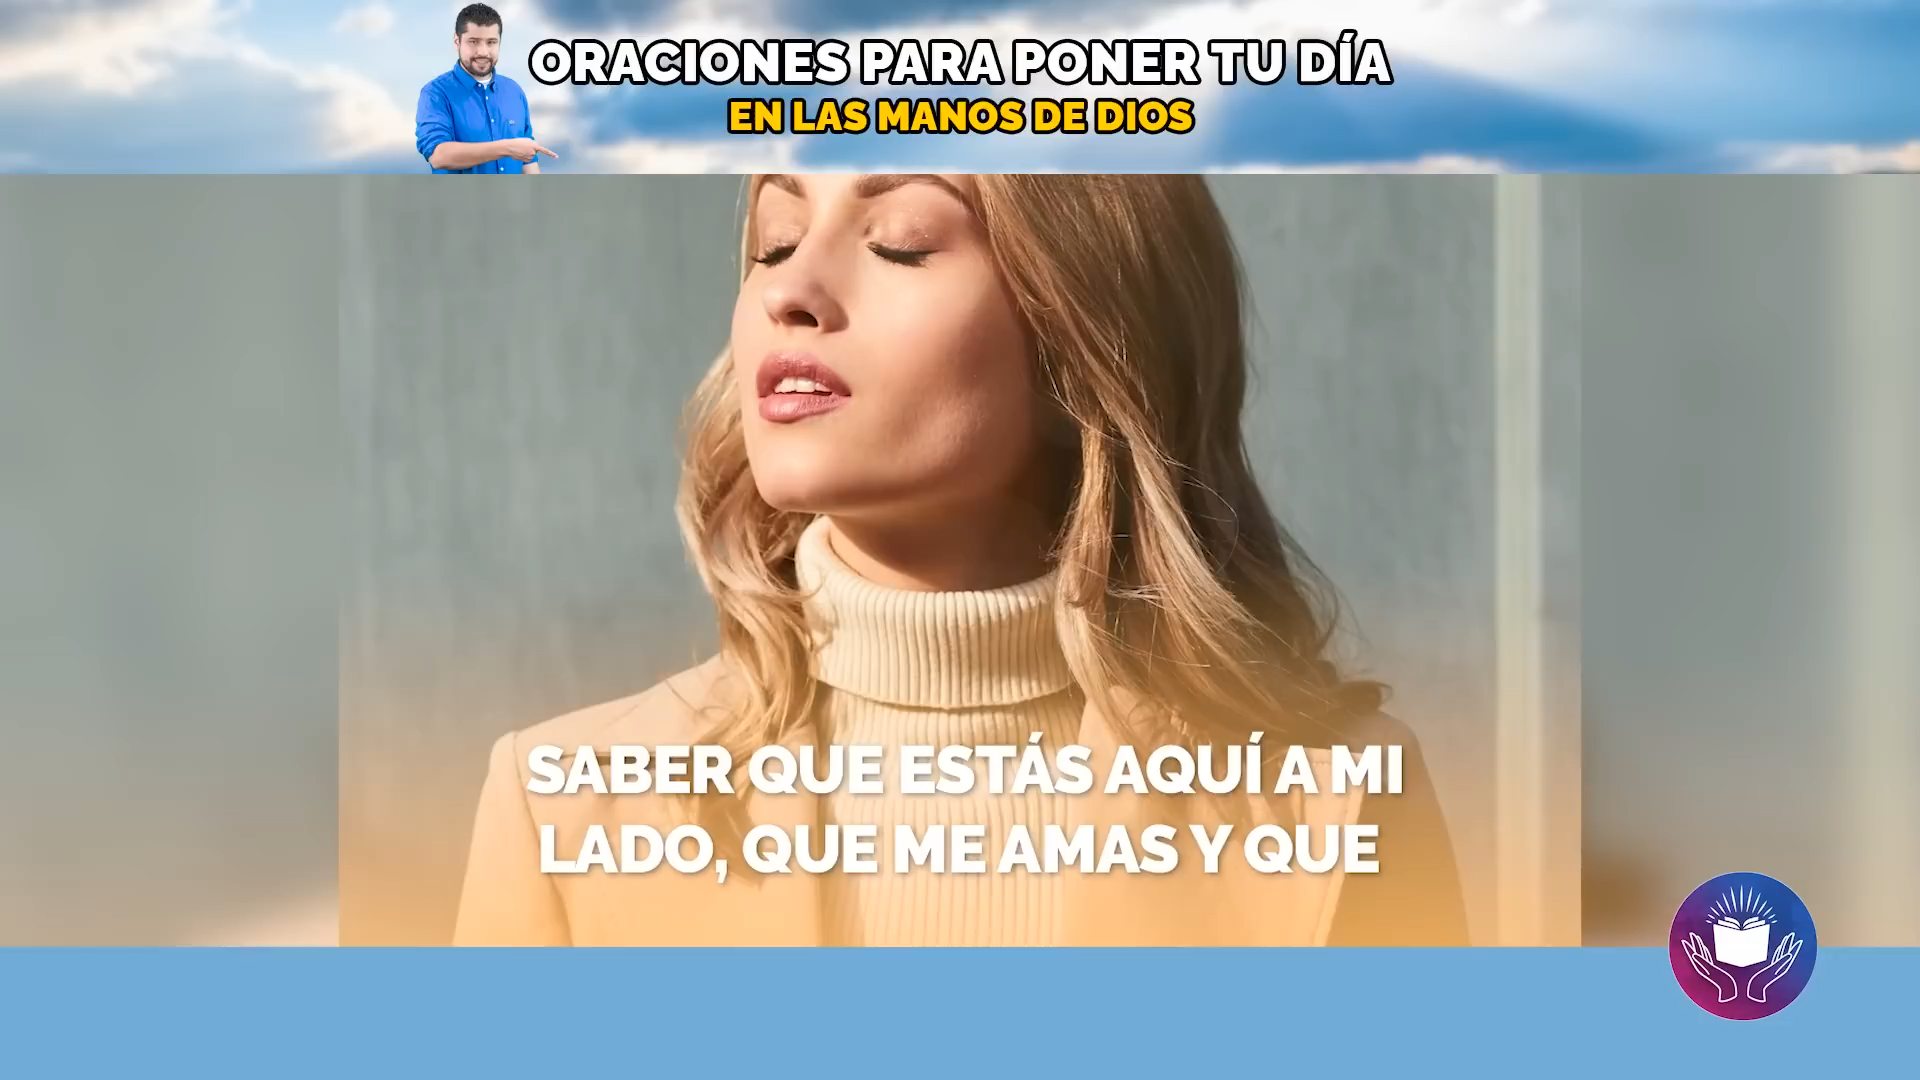 ORACIONES PARA PONER TU DÍA
EN LAS MANOS DE DIOS
SABER QUE ESTÁS AQUÍ A MI
LADO, QUE ME AMAS Y QUE